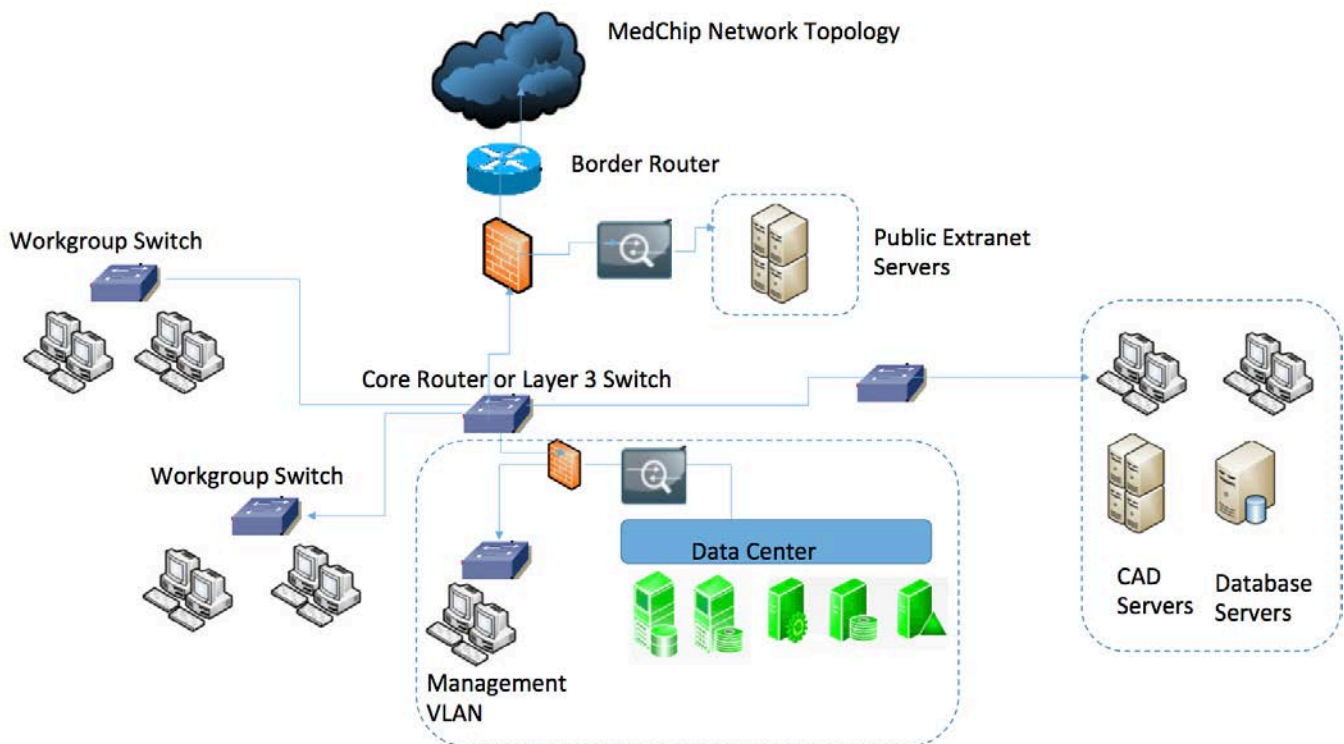 MedChip Network Topology
Border Router
Workgroup Switch
Public Extranet
Servers
Core Router or Layer 3 Switch
Workgroup Switch
Data Center
CAD
Servers
Database
Servers
Management
VLAN